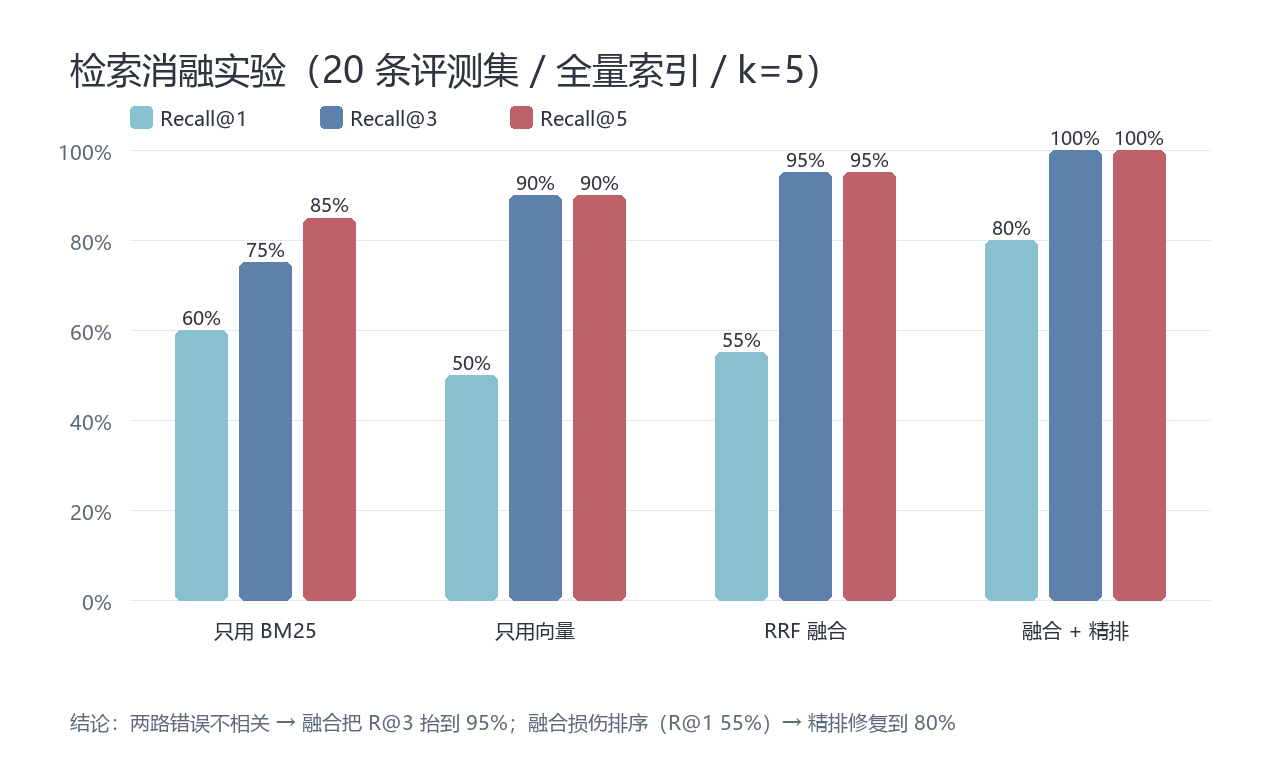 检索消融实验（20 条评测集 / 全量索引 / k=5）
Recall@1 Recall@3 Recall@5
100%
80%
60%
40%
20%
0%
60% 75% 85%
50% 90% 90%
55% 95% 95%
80% 100% 100%
只用 BM25 只用向量 RRF 融合 融合 + 精排
结论：两路错误不相关 → 融合把 R@3 抬到 95%；融合损伤排序（R@1 55%）→ 精排修复到 80%